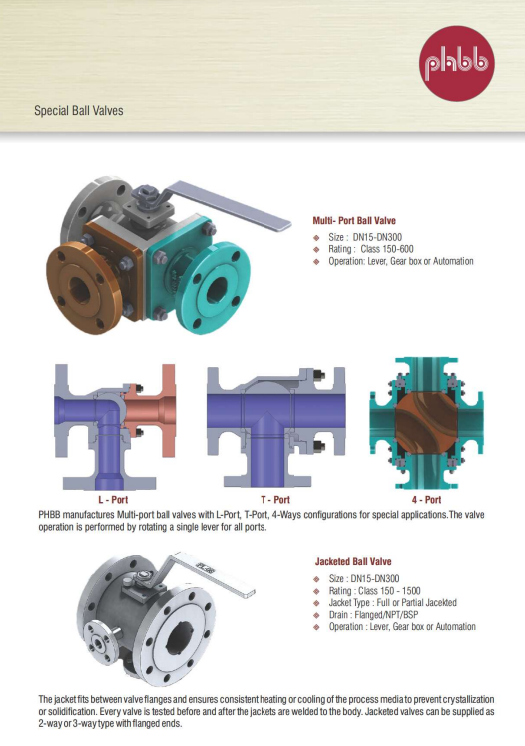 phbb
Special Ball Valves
Multi- Port Ball Valve
Size : DN15-DN300
Rating : Class 150-600
Operation: Lever, Gear box or Automation
L - Port
T - Port
4 - Port
PHBB manufactures Multi-port ball valves with L-Port, T-Port, 4-Ways configurations for special applications.The valve
operation is performed by rotating a single lever for all ports.
Jacketed Ball Valve
Size : DN15-DN300
Rating : Class 150 - 1500
Jacket Type : Full or Partial Jacekted
Drain : Flanged/NPT/BSP
Operation : Lever, Gear box or Automation
The jacket fits between valve flanges and ensures consistent heating or cooling of the process media to prevent crystallization
or solidification. Every valve is tested before and after the jackets are welded to the body. Jacketed valves can be supplied as
2-way or 3-way type with flanged ends.